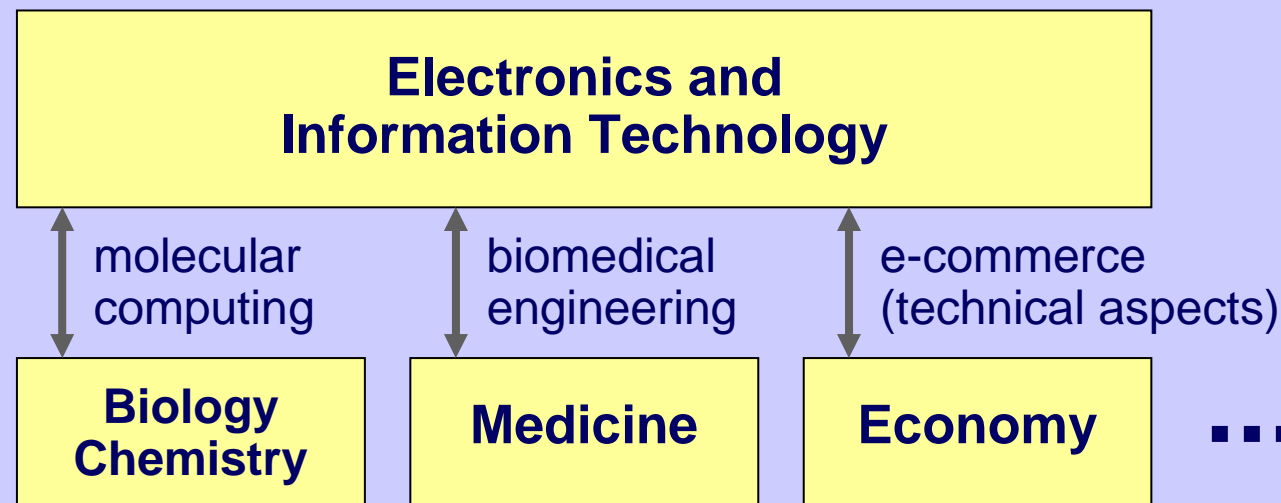 Electronics and
Information Technology
molecular
computing
biomedical
engineering
e-commerce
(technical aspects)
Biology
Chemistry
Medicine
Economy
...